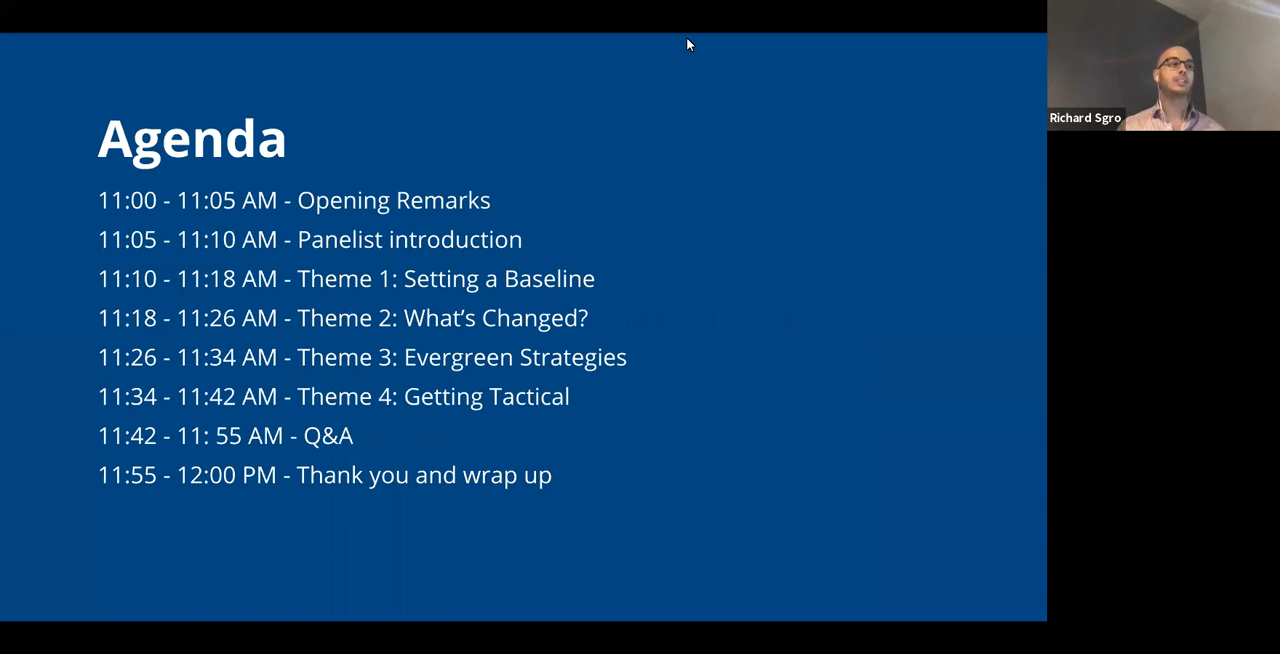 Agenda
11:00 - 11:05 AM - Opening Remarks
11:05 - 11:10 AM - Panelist introduction
11:10 - 11:18 AM - Theme 1: Setting a Baseline
11:18 - 11:26 AM - Theme 2: What’s Changed?
11:26 - 11:34 AM - Theme 3: Evergreen Strategies
11:34 - 11:42 AM - Theme 4: Getting Tactical
11:42 - 11: 55 AM - Q&A
11:55 - 12:00 PM - Thank you and wrap up
Richard Sgro